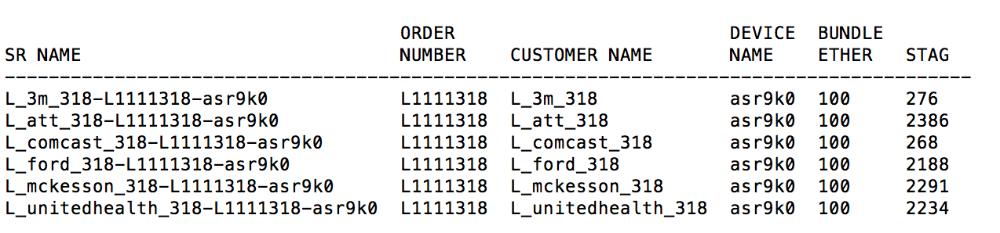 ORDER                         DEVICE  BUNDLE
SR NAME                             NUMBER    CUSTOMER NAME       NAME    ETHER   STAG
----------------------------------------------------------------------------------------
L_3m_318-L1111318-asr9k0            L1111318  L_3m_318            asr9k0  100     276
L_att_318-L1111318-asr9k0           L1111318  L_att_318           asr9k0  100     2386
L_comcast_318-L1111318-asr9k0       L1111318  L_comcast_318       asr9k0  100     268
L_ford_318-L1111318-asr9k0          L1111318  L_ford_318          asr9k0  100     2188
L_mckesson_318-L1111318-asr9k0      L1111318  L_mckesson_318      asr9k0  100     2291
L_unitedhealth_318-L1111318-asr9k0  L1111318  L_unitedhealth_318  asr9k0  100     2234